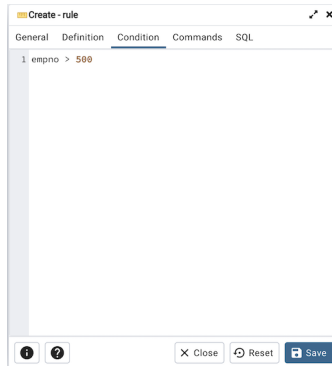 Create - rule
General Definition Condition Commands SQL
1 empno > 500
Close Reset Save